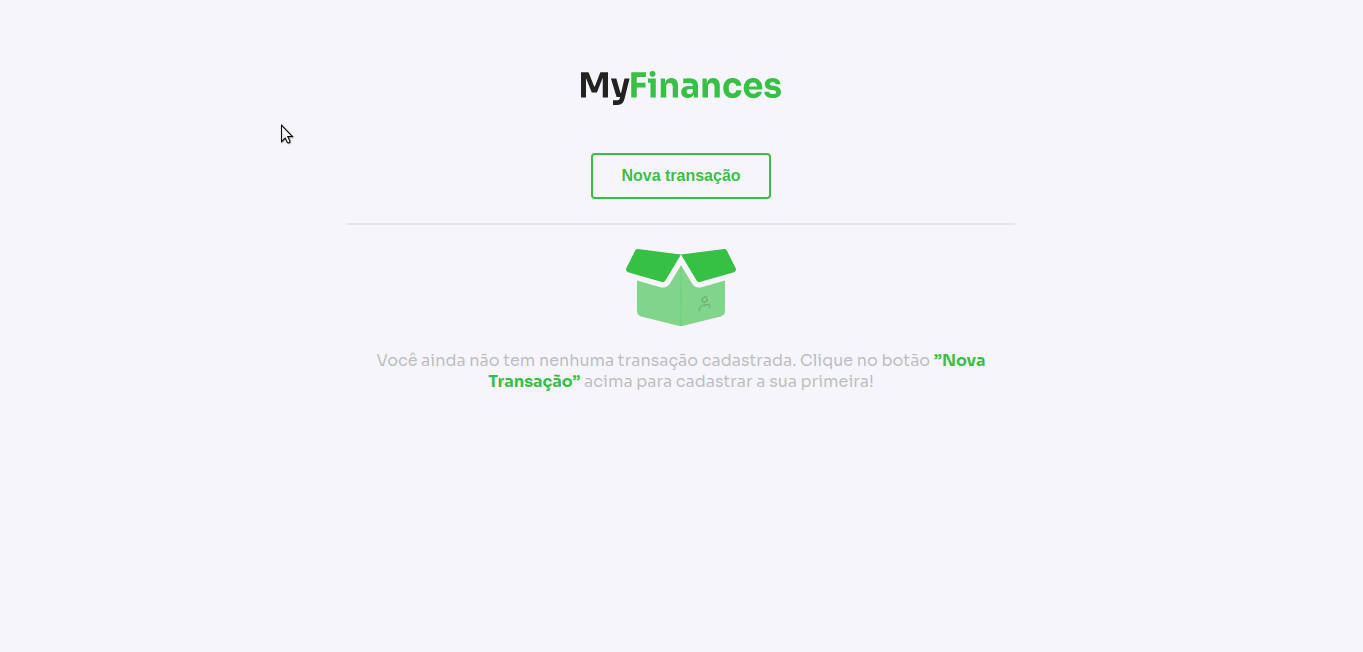 MyFinances
Nova transação
Você ainda não tem nenhuma transação cadastrada. Clique no botão ”Nova
Transação” acima para cadastrar a sua primeira!